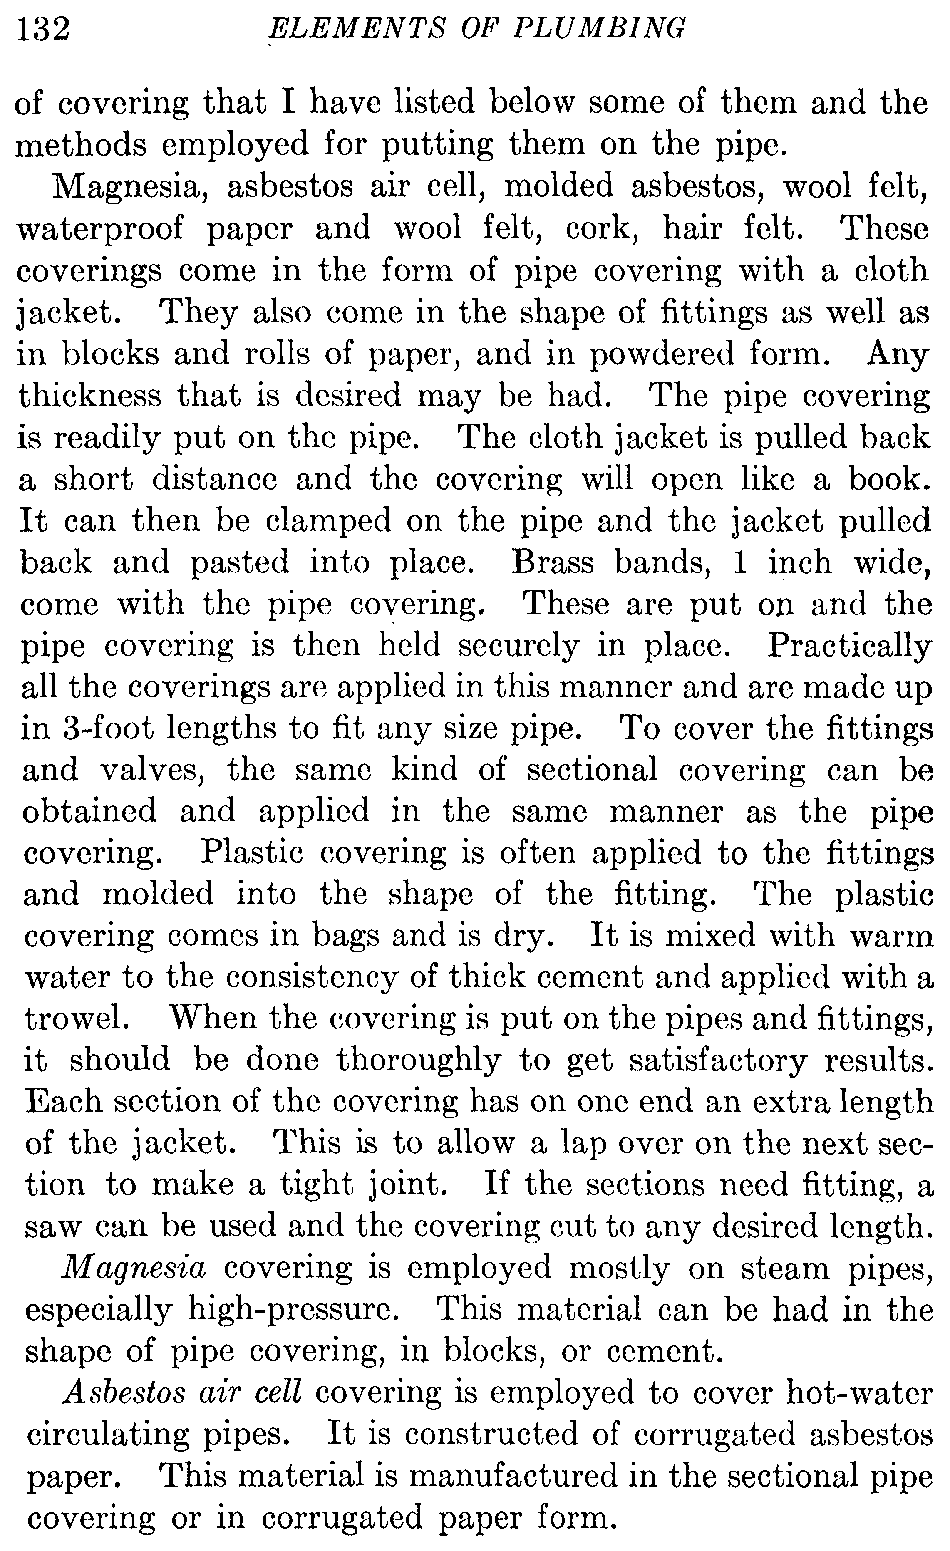 132 ELEMENTS OF PLUMBING
of covering that I have listed below some of them and the
methods employed for putting them on the pipe.
Magnesia, asbestos air cell, molded asbestos, wool felt,
waterproof paper and wool felt, cork, hair felt. These
coverings come in the form of pipe covering with a cloth
jacket. They also come in the shape of fittings as well as
in blocks and rolls of paper, and in powdered form. Any
thickness that is desired may be had. The pipe covering
is readily put on the pipe. The cloth jacket is pulled back
a short distance and the covering will open like a book.
It can then be clamped on the pipe and the jacket pulled
back and pasted into place. Brass bands, 1 inch wide,
come with the pipe covering. These are put on and the
pipe covering is then held securely in place. Practically
all the coverings are applied in this manner and are made up
in 3-foot lengths to fit any size pipe. To cover the fittings
and valves, the same kind of sectional covering can be
obtained and applied in the same manner as the pipe
covering. Plastic covering is often applied to the fittings
and molded into the shape of the fitting. The plastic
covering comes in bags and is dry. It is mixed with warm
water to the consistency of thick cement and applied with a
trowel. When the covering is put on the pipes and fittings,
it should be done thoroughly to get satisfactory results.
Each section of the covering has on one end an extra length
of the jacket. This is to allow a lap over on the next sec-
tion to make a tight joint. If the sections need fitting, a
saw can be used and the covering cut to any desired length.
Magnesia covering is employed mostly on steam pipes,
especially high-pressure. This material can be had in the
shape of pipe covering, in blocks, or cement.
Asbestos air cell covering is employed to cover hot-water
circulating pipes. It is constructed of corrugated asbestos
paper. This material is manufactured in the sectional pipe
covering or in corrugated paper form.